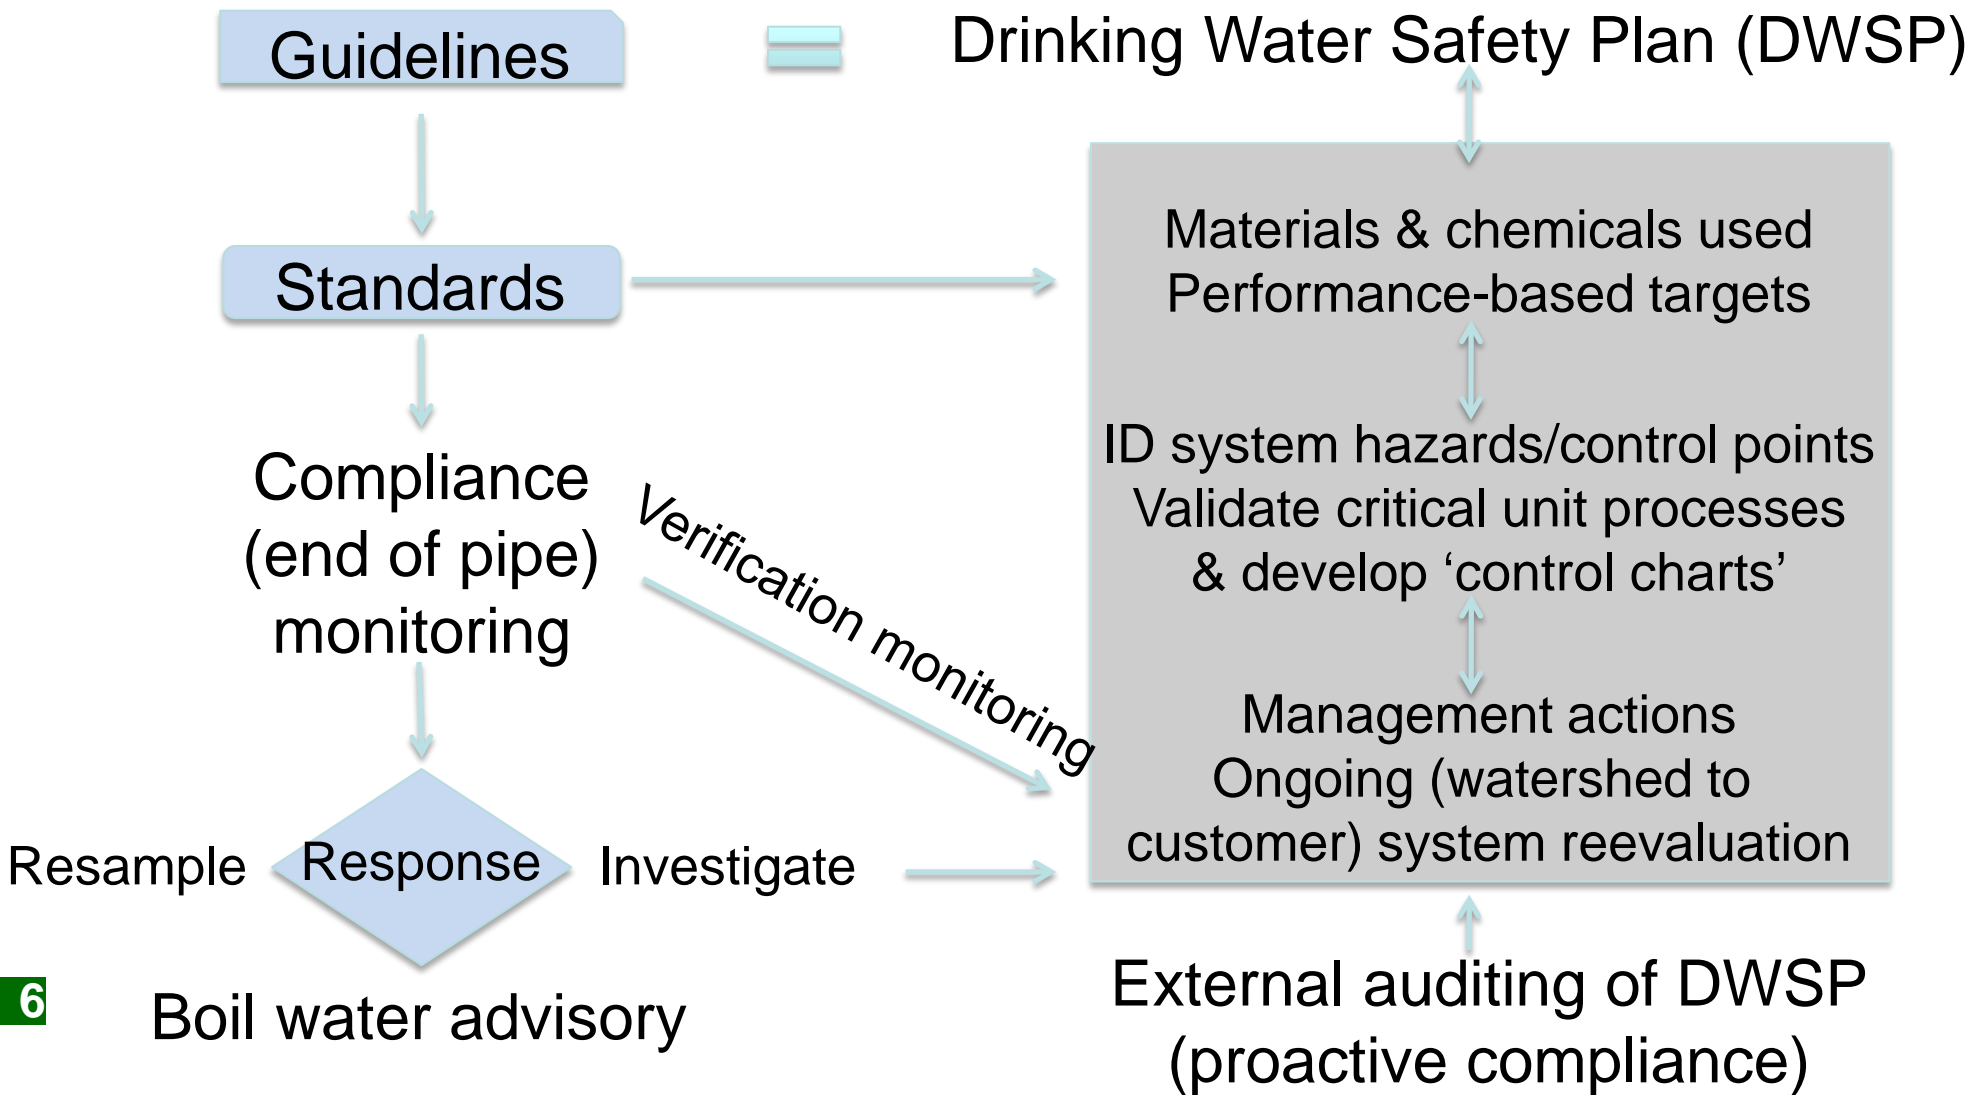 Guidelines
Drinking Water Safety Plan (DWSP)
Standards
Compliance
(end of pipe)
monitoring
Verification monitoring
Resample
Response
Investigate
Boil water advisory
Materials & chemicals used
Performance-based targets
ID system hazards/control points
Validate critical unit processes
& develop ‘control charts’
Management actions
Ongoing (watershed to
customer) system reevaluation
External auditing of DWSP
(proactive compliance)
6